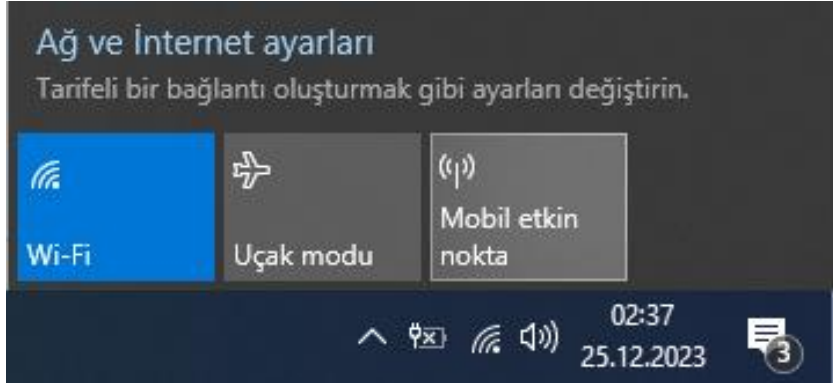 Ağ ve İnternet ayarları
Tarifeli bir bağlantı oluşturmak gibi ayarları değiştirin.
Wi-Fi
Uçak modu
Mobil etkin
nokta
02:37
25.12.2023
3